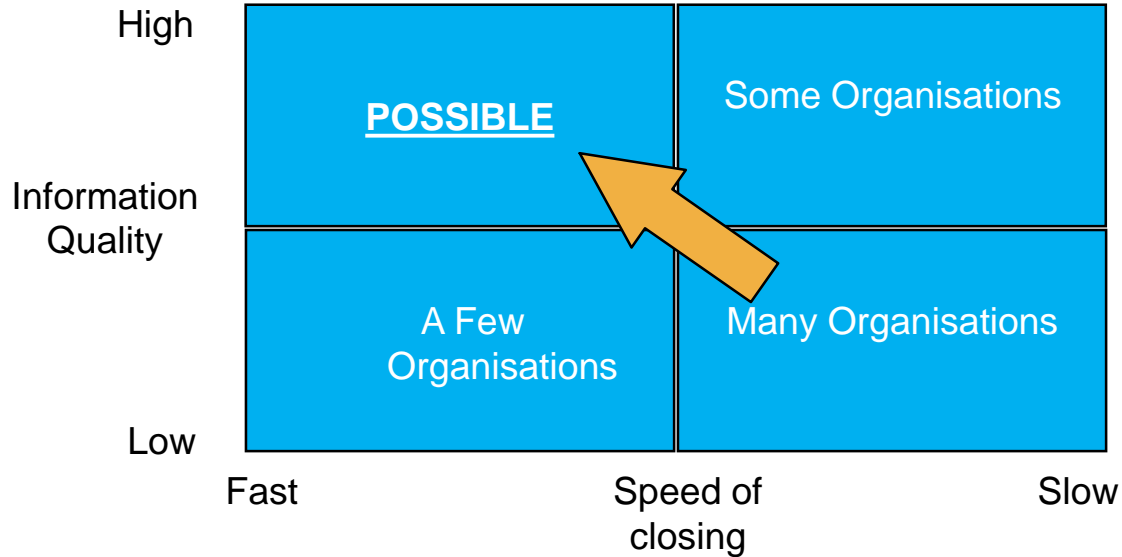 High
POSSIBLE
Some Organisations
Information
Quality
A Few
Organisations
Many Organisations
Low
Fast
Speed of
closing
Slow